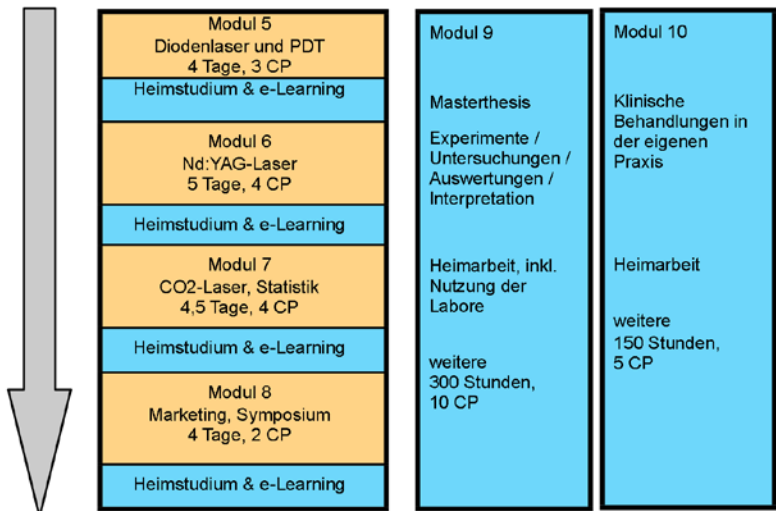 Modul 5
Diodenlaser und PDT
4 Tage, 3 CP
Heimstudium & e-Learning
Modul 6
Nd:YAG-Laser
5 Tage, 4 CP
Heimstudium & e-Learning
Modul 7
CO2-Laser, Statistik
4,5 Tage, 4 CP
Heimstudium & e-Learning
Modul 8
Marketing, Symposium
4 Tage, 2 CP
Heimstudium & e-Learning
Modul 9
Masterthesis
Experimente /
Untersuchungen /
Auswertungen /
Interpretation
Heimarbeit, inkl.
Nutzung der
Labore
weitere
300 Stunden,
10 CP
Modul 10
Klinische
Behandlungen in
der eigenen
Praxis
Heimarbeit
weitere
150 Stunden,
5 CP